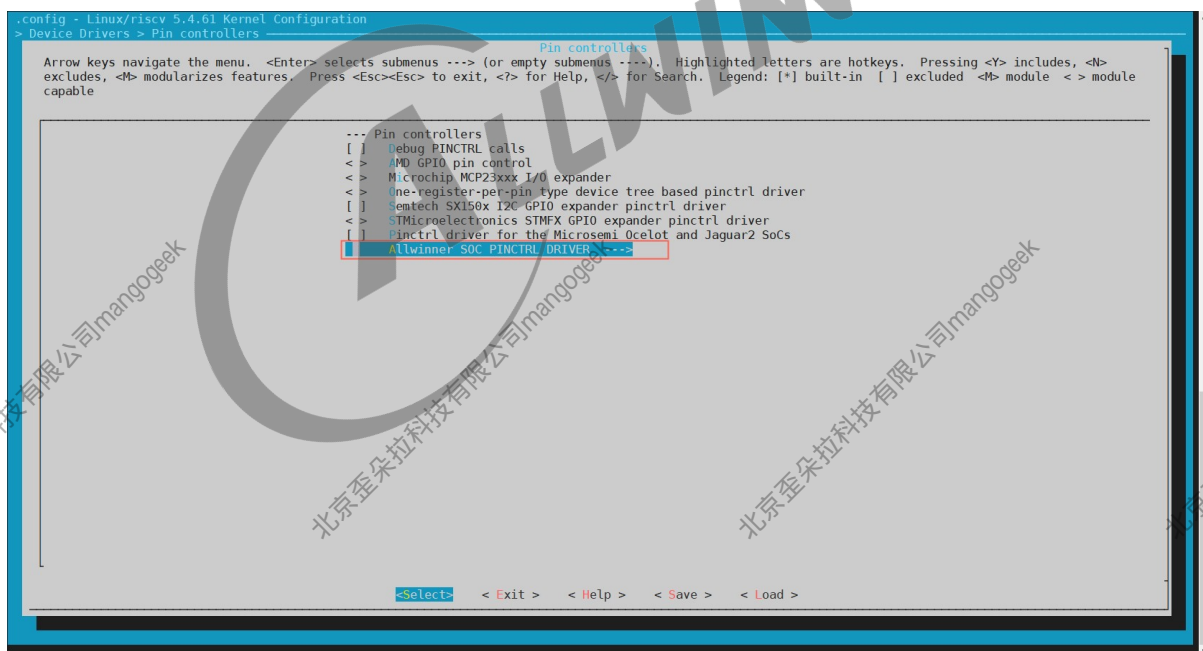 .config - Linux/riscv 5.4.61 Kernel Configuration
> Device Drivers > Pin controllers
Pin controllers
Arrow keys navigate the menu. <Enter> selects submenus ---> (or empty submenus ----). Highlighted letters are hotkeys. Pressing <Y> includes, <N>
excludes, <M> modularizes features. Press <Esc><Esc> to exit, <?> for Help, </> for Search. Legend: [*] built-in [ ] excluded <M> module < > module
capable
--- Pin controllers
[ ] Debug PINCTRL calls
< > AMD GPIO pin control
< > Microchip MCP23xxx I/O expander
< > One-register-per-pin type device tree based pinctrl driver
[ ] Semtech SX150x I2C GPIO expander pinctrl driver
< > STMicroelectronics STMFX GPIO expander pinctrl driver
[ ] Pinctrl driver for the Microsemi Ocelot and Jaguar2 SoCs
Allwinner SOC PINCTRL DRIVER --->
<Select> < Exit > < Help > < Save > < Load >
ALLWIN
科技有限公司mangogeek
北京歪朵拉科技有限公司mangogeek
北京歪朵拉科技有限公司mangogeek
北京